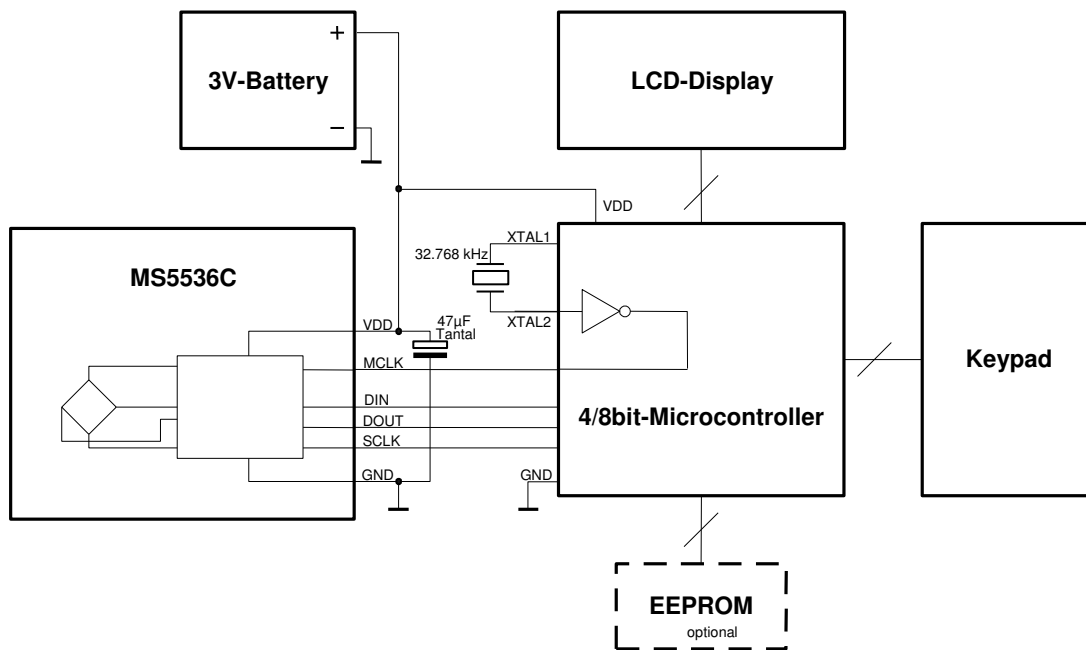 +
3V-Battery
−
LCD-Display
VDD
XTAL1
32.768 kHz
XTAL2
MS5536C
VDD
47µF
Tantal
MCLK
DIN
DOUT
SCLK
GND
GND
4/8bit-Microcontroller
Keypad
EEPROM
optional